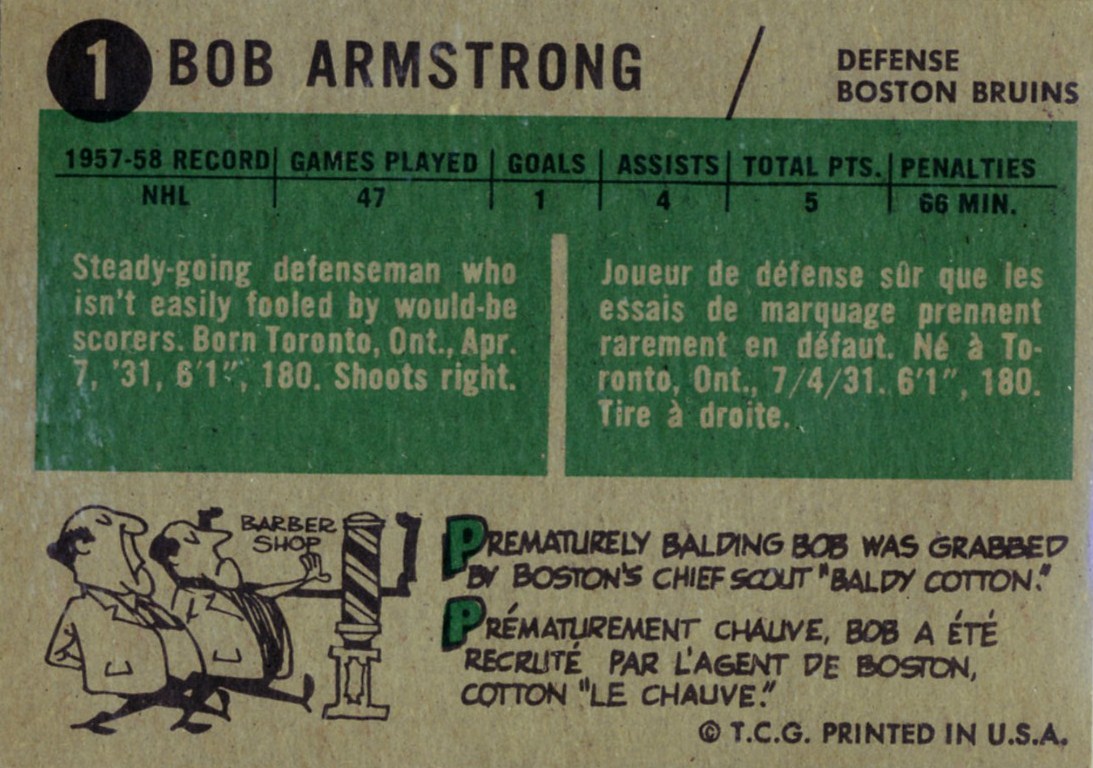 1 BOB ARMSTRONG / DEFENSE
BOSTON BRUINS
1957-58 RECORD GAMES PLAYED GOALS ASSISTS TOTAL PTS. PENALTIES
NHL 47 1 4 5 66 MIN.
Steady-going defenseman who
isn't easily fooled by would-be
scorers. Born Toronto, Ont., Apr.
7, '31, 6'1", 180. Shoots right.
Joueur de défense sûr que les
essais de marquage prennent
rarement en défaut. Né à To-
ronto, Ont., 7/4/31. 6'1", 180.
Tire à droite.
BARBER
SHOP
PREMATURELY BALDING BOB WAS GRABBED
BY BOSTON'S CHIEF SCOUT "BALDY COTTON."
PRÉMATUREMENT CHAUVE, BOB A ÉTÉ
RECRUTÉ PAR L'AGENT DE BOSTON,
COTTON "LE CHAUVE."
© T.C.G. PRINTED IN U.S.A.